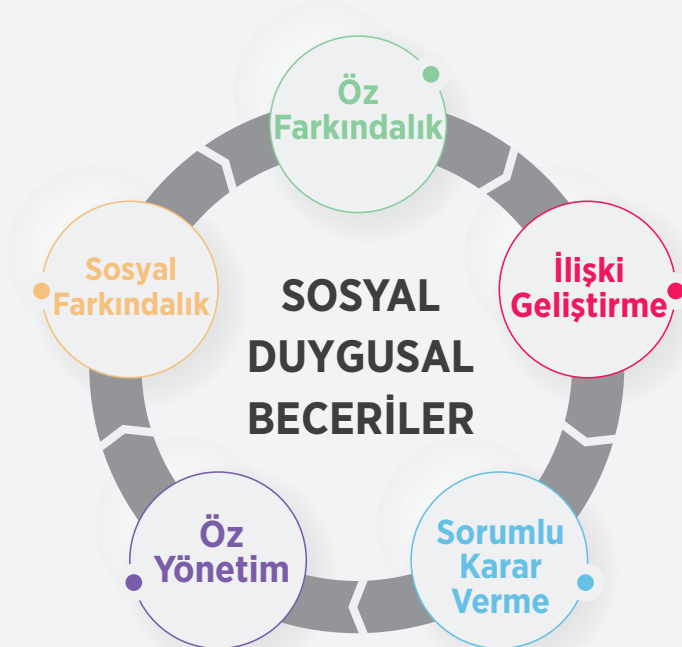 Öz
Farkındalık
Sosyal
Farkındalık
İlişki
Geliştirme
SOSYAL
DUYGUSAL
BECERİLER
Öz
Yönetim
Sorumlu
Karar
Verme